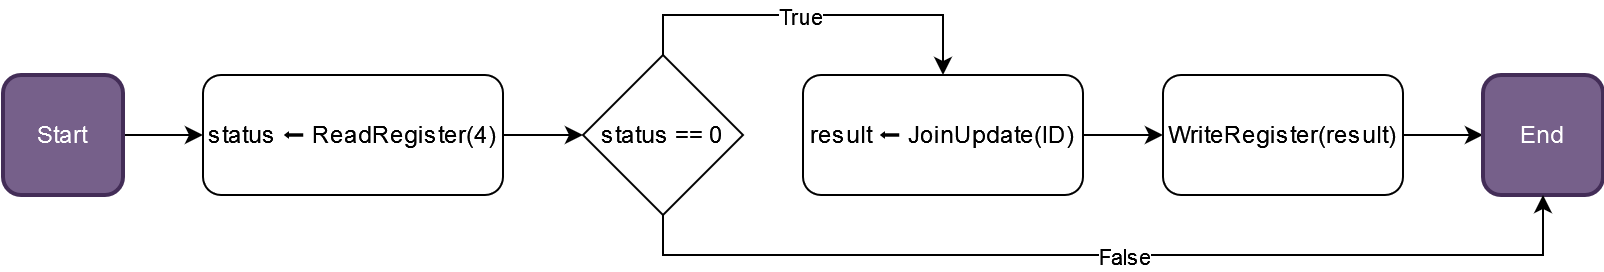 True
Start
status ← ReadRegister(4)
status == 0
result ← JoinUpdate(ID)
WriteRegister(result)
End
False